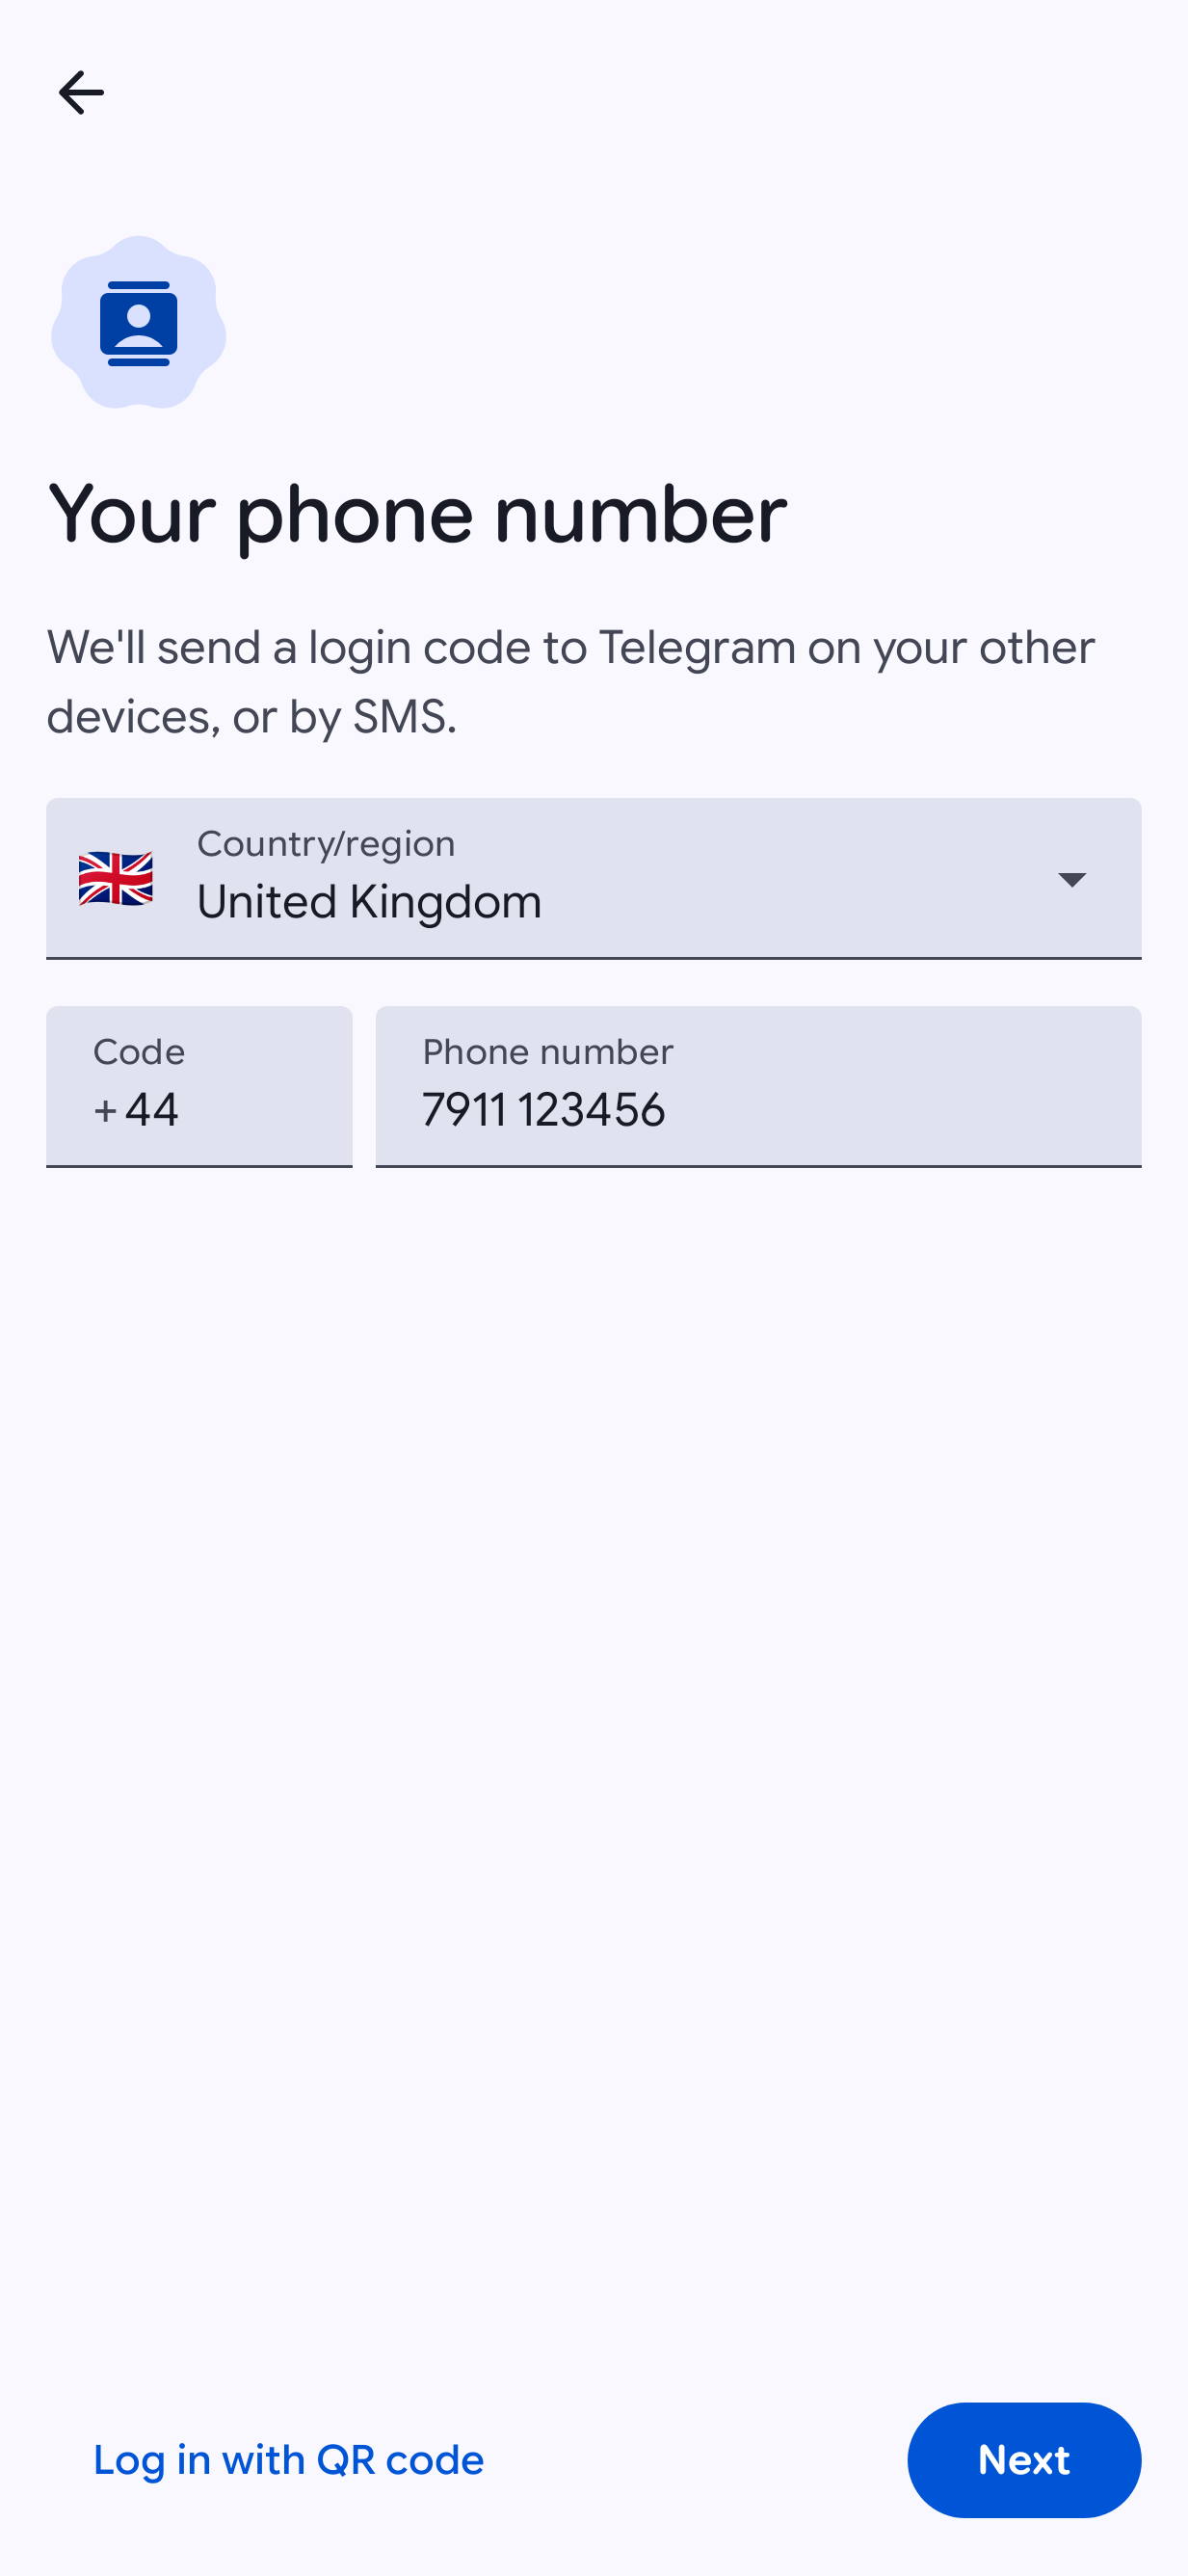 Your phone number
We'll send a login code to Telegram on your other
devices, or by SMS.
Country/region
United Kingdom
Code
+44
Phone number
7911 123456
Log in with QR code
Next